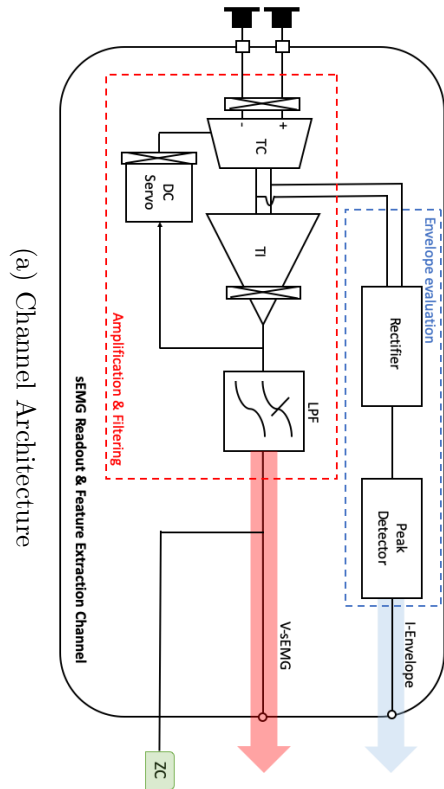 Envelope evaluation
Rectifier
Peak
Detector
I-Envelope
+
-
TC
TI
DC
Servo
LPF
V-sEMG
Amplification & Filtering
sEMG Readout & Feature Extraction Channel
ZC
(a) Channel Architecture